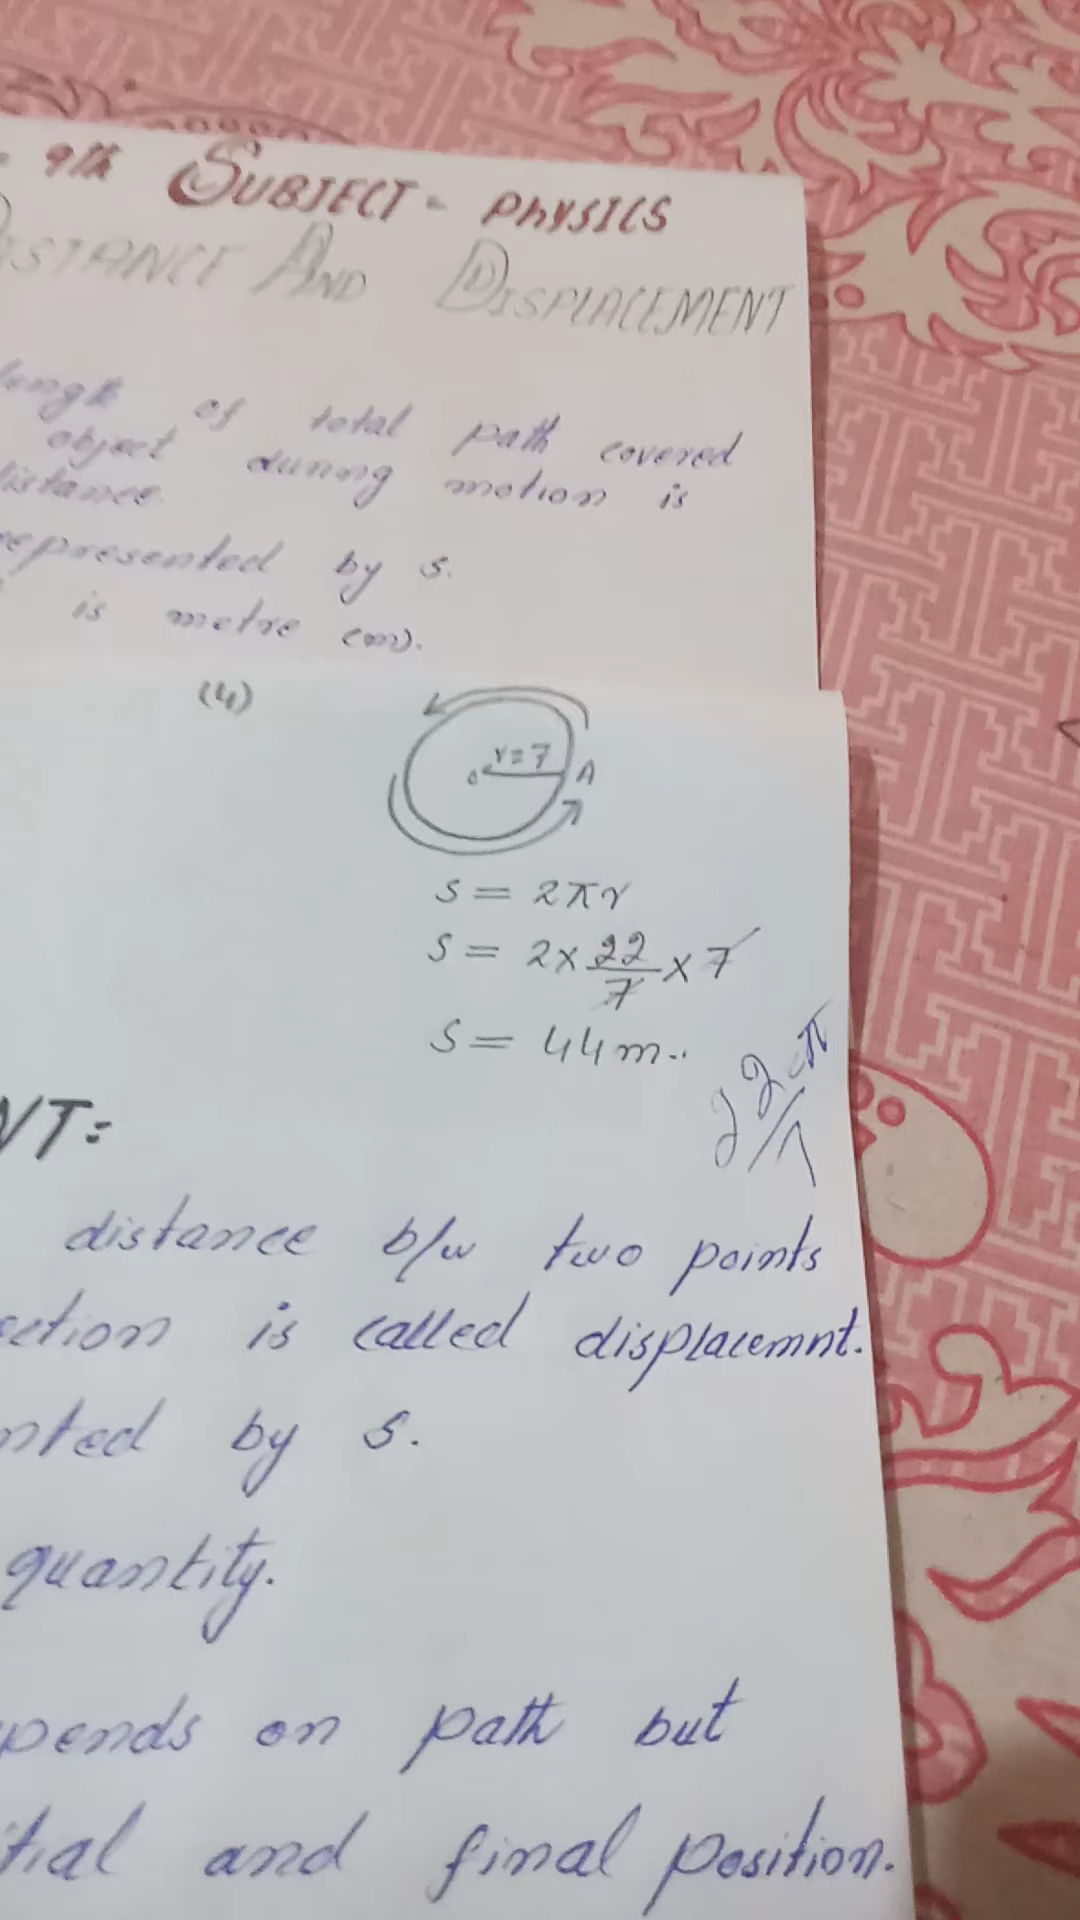 9th SUBJECT- PHYSICS
DISTANCE AND DISPLACEMENT
length of total path covered
object during motion is
distance.
represented by s.
is metre (m).
(4)
r=7
o A
S = 2πr
S = 2×22/7×7
S = 44m..
22/7 = π
NT=
distance b/w two points
ection is called displacemnt.
nted by s.
quantity.
pends on path but
itial and final position.